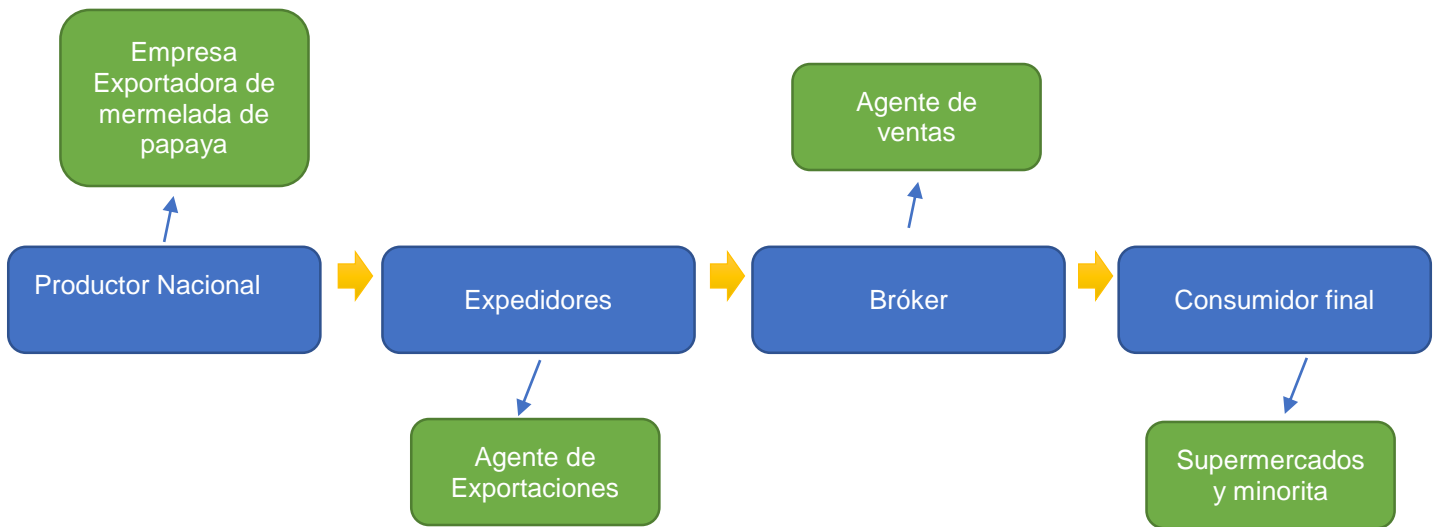 Empresa
Exportadora de
mermelada de
papaya
Agente de
ventas
Productor Nacional
Expedidores
Bróker
Consumidor final
Agente de
Exportaciones
Supermercados
y minorita